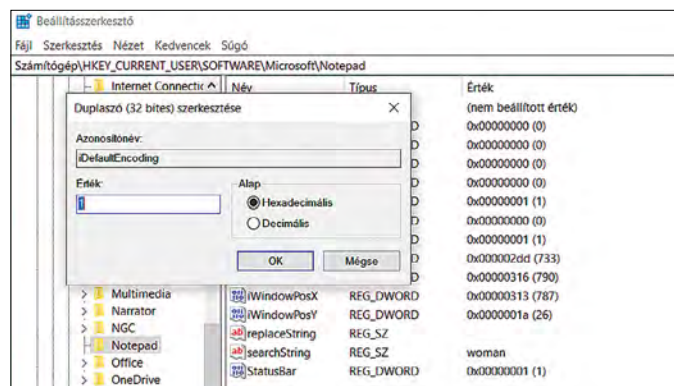 Beállításszerkesztő
Fájl Szerkesztés Nézet Kedvencek Súgó
Számítógép\HKEY_CURRENT_USER\SOFTWARE\Microsoft\Notepad
Internet Connectic Név Típus Érték
Duplaszó (32 bites) szerkesztése
(nem beállított érték)
D 0x00000000 (0)
Azonosítónév:
D 0x00000000 (0)
iDefaultEncoding
D 0x00000000 (0)
Érték: Alap
D 0x00000000 (0)
1 Hexadecimális
D 0x00000001 (1)
Decimális
D 0x00000000 (0)
D 0x00000001 (1)
OK Mégse
D 0x000002dd (733)
D 0x00000316 (790)
Multimedia iWindowPosX REG_DWORD 0x00000313 (787)
Narrator iWindowPosY REG_DWORD 0x0000001a (26)
NGC replaceString REG_SZ
Notepad searchString REG_SZ woman
Office StatusBar REG_DWORD 0x00000001 (1)
OneDrive